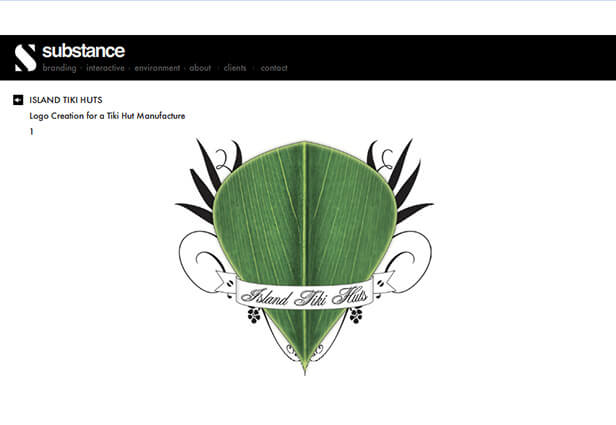 substance
branding · interactive · environment · about · clients · contact
ISLAND TIKI HUTS
Logo Creation for a Tiki Hut Manufacture
1
Island Tiki Huts